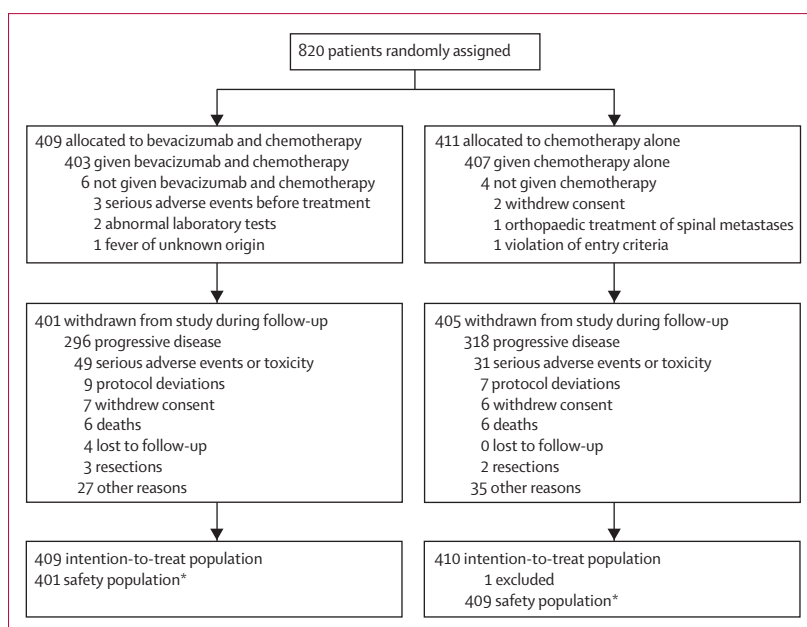 820 patients randomly assigned
409 allocated to bevacizumab and chemotherapy
403 given bevacizumab and chemotherapy
6 not given bevacizumab and chemotherapy
3 serious adverse events before treatment
2 abnormal laboratory tests
1 fever of unknown origin
411 allocated to chemotherapy alone
407 given chemotherapy alone
4 not given chemotherapy
2 withdrew consent
1 orthopaedic treatment of spinal metastases
1 violation of entry criteria
401 withdrawn from study during follow-up
296 progressive disease
49 serious adverse events or toxicity
9 protocol deviations
7 withdrew consent
6 deaths
4 lost to follow-up
3 resections
27 other reasons
405 withdrawn from study during follow-up
318 progressive disease
31 serious adverse events or toxicity
7 protocol deviations
6 withdrew consent
6 deaths
0 lost to follow-up
2 resections
35 other reasons
409 intention-to-treat population
401 safety population*
410 intention-to-treat population
1 excluded
409 safety population*